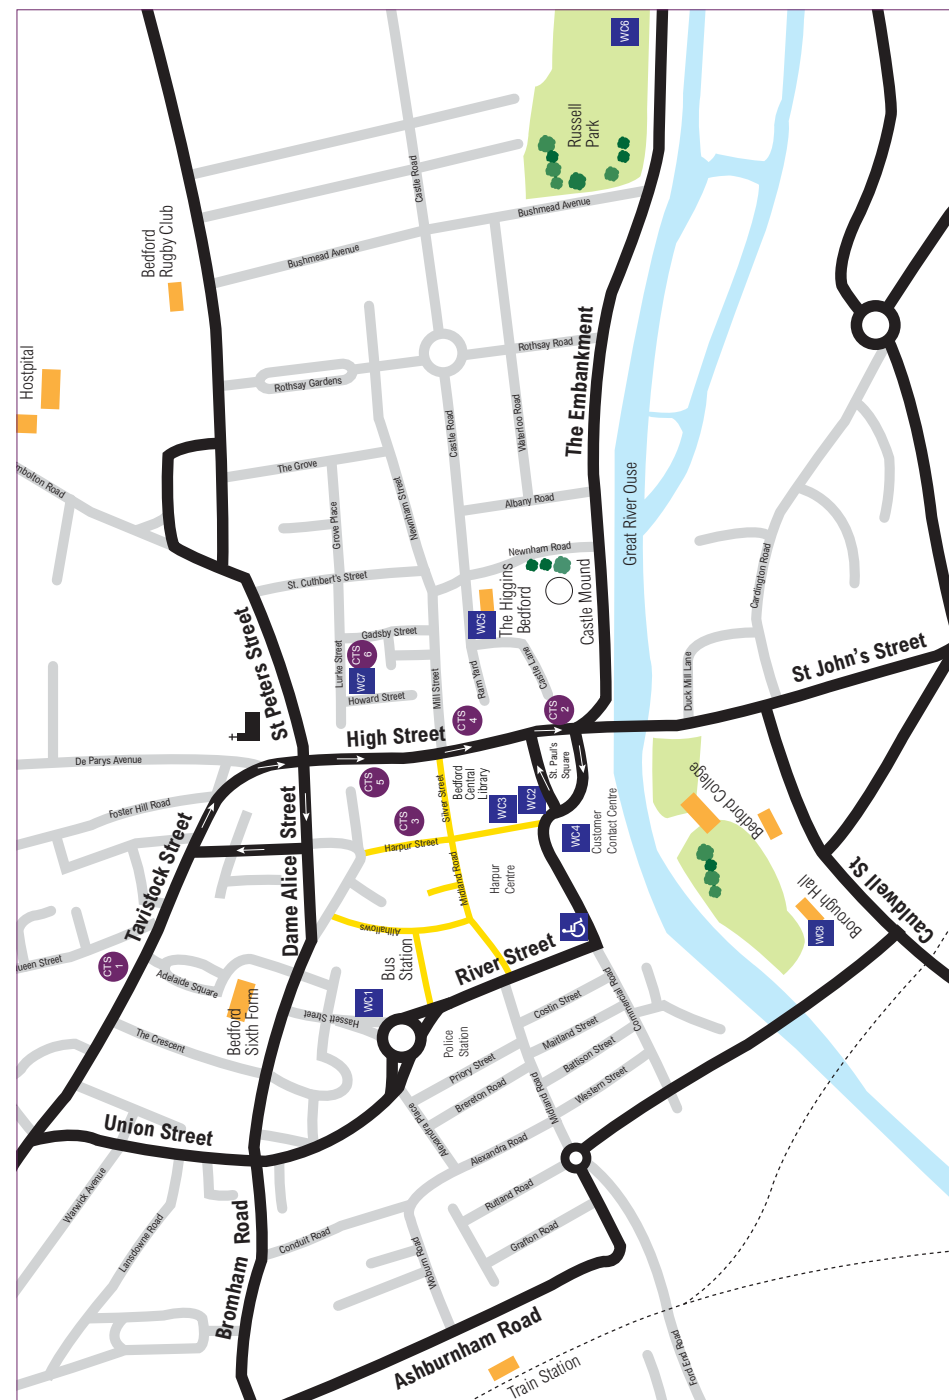 WC6
Russell
Park
Castle Road
Bushmead Avenue
Bedford
Rugby Club
Bushmead Avenue
Hostpital
Rothsay Road
The Embankment
Rothsay Gardens
Castle Road
Waterloo Road
mbolton Road
The Grove
Newnham Street
Albany Road
Grove Place
Great River Ouse
Newnham Road
St. Cuthbert's Street
Cardington Road
The Higgins
Bedford
Castle Mound
WC5
St Peters Street
Gadsby Street
Lurke Street
CTS
6
WC7
Howard Street
Mill Street
Ram Yard
Castle Lane
Duck Mill Lane
St John's Street
CTS
4
CTS
2
High Street
De Parys Avenue
St. Paul's
Square
CTS
5
Silver Street
Bedford
Central
Library
WC3
WC2
Bedford College
Foster Hill Road
CTS
3
Harpur Street
WC4
Customer
Contact Centre
Tavistock Street
Dame Alice Street
Midland Road
Harpur
Centre
Cauldwell St
Allhallows
Borough Hall
WC8
ueen Street
CTS
1
Bus
Station
River Street
Adelaide Square
Bedford
Sixth Form
WC1
Hassett Street
Costin Street
Commercial Road
The Crescent
Police
Station
Maitland Street
Priory Street
Battison Street
Brereton Road
Midland Road
Western Street
Union Street
Alexandra Place
Alexandra Road
Warwick Avenue
Rutland Road
Lansdowne Road
Bromham Road
Conduit Road
Grafton Road
Woburn Road
Ashburnham Road
Train Station
Ford End Road